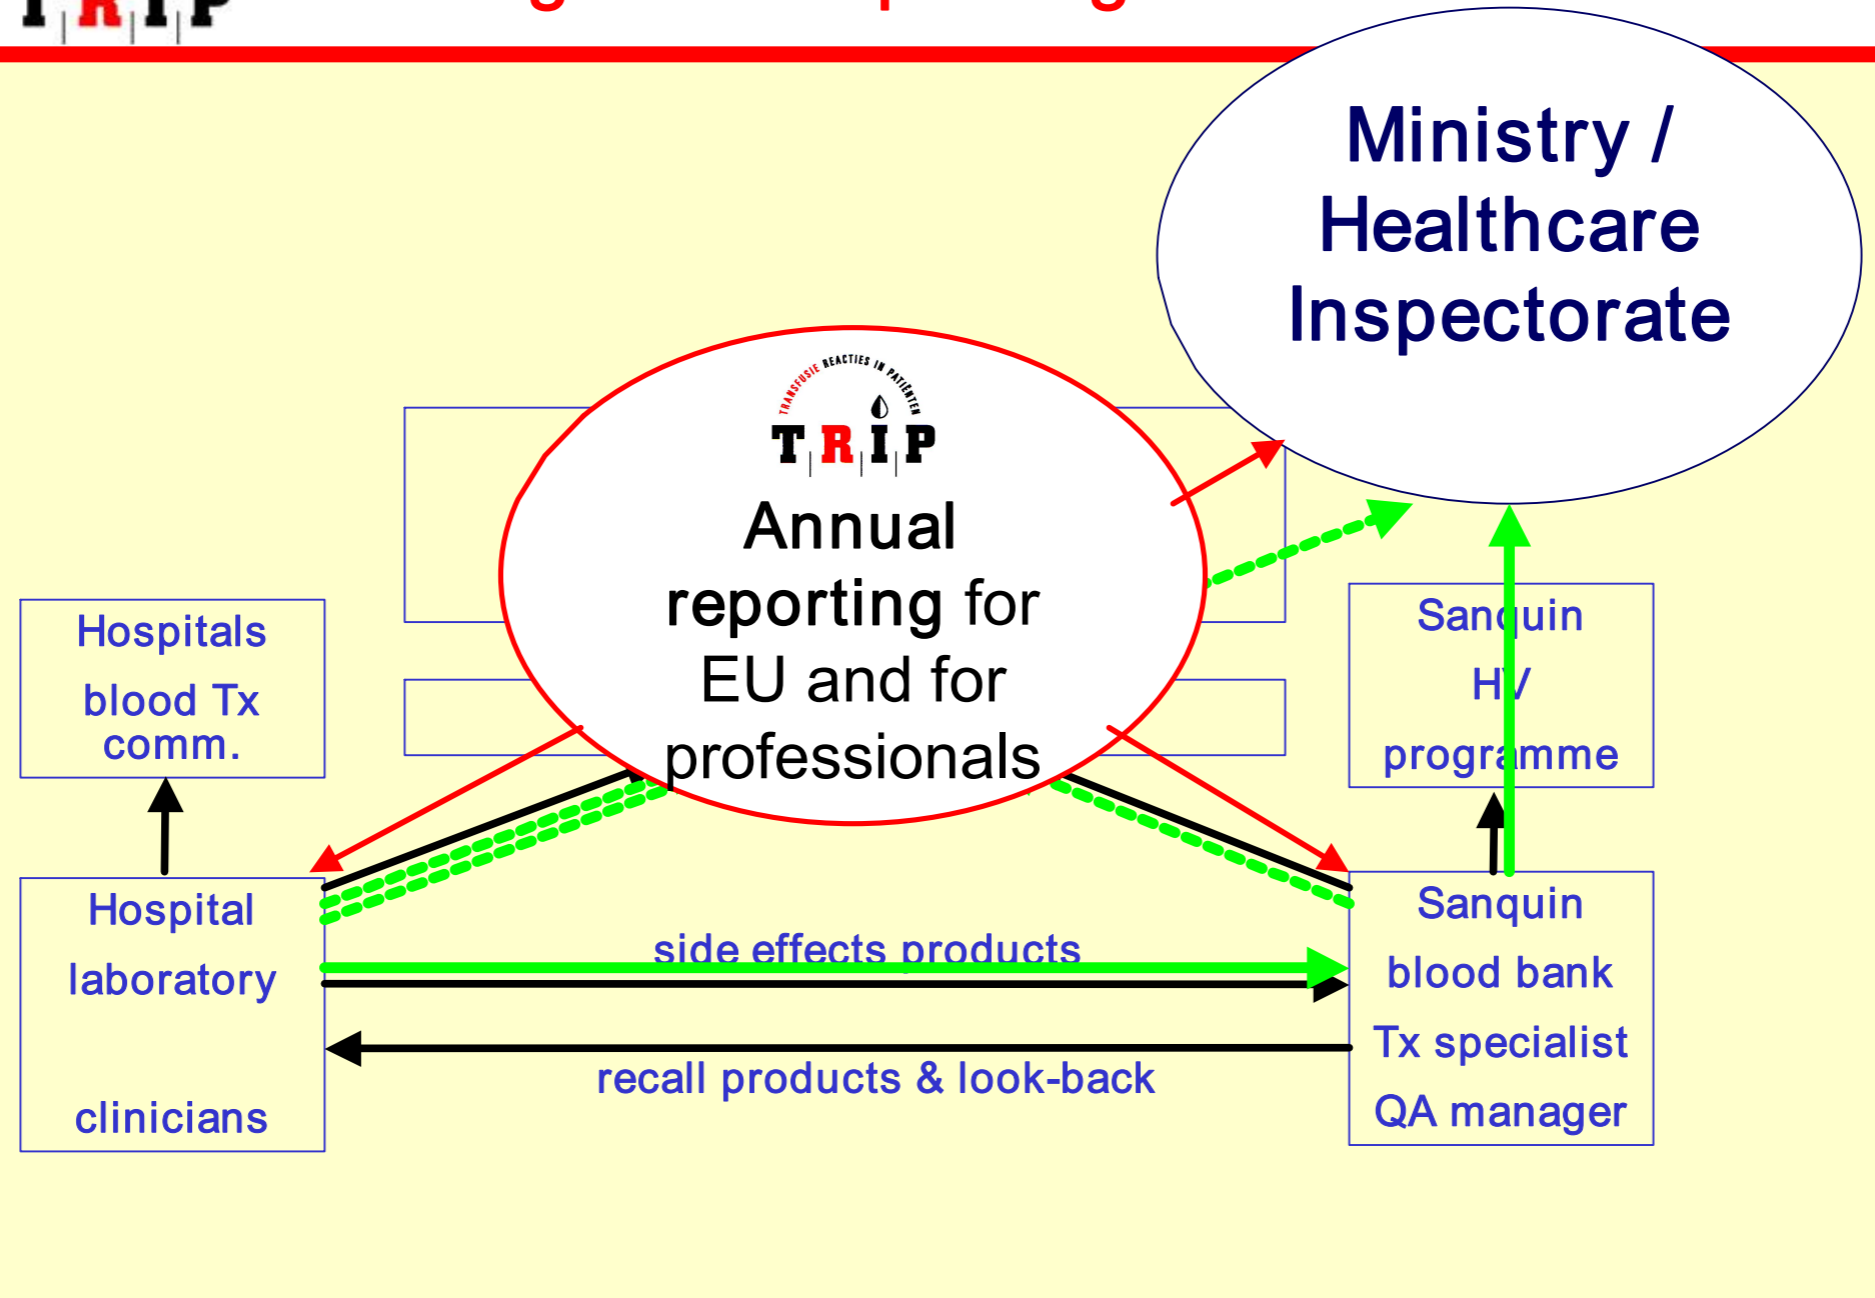 TRIP
Ministry /
Healthcare
Inspectorate
TRANSFUSIE REACTIES IN PATIËNTEN
TRIP
Annual
reporting for
EU and for
professionals
Hospitals
blood Tx
comm.
Sanquin
HV
programme
Hospital
laboratory
clinicians
side effects products
recall products & look-back
Sanquin
blood bank
Tx specialist
QA manager